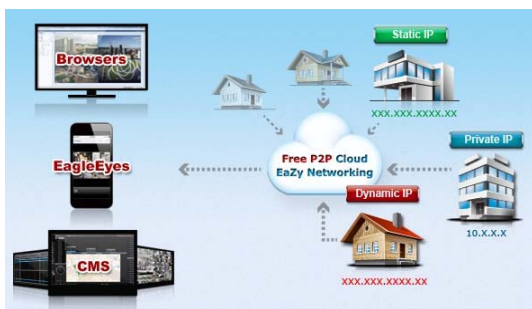 Browsers
Static IP
xxx.xxx.xxxx.xx
EagleEyes
Free P2P Cloud
EaZy Networking
Private IP
10.x.x.x
Dynamic IP
xxx.xxx.xxxx.xx
CMS